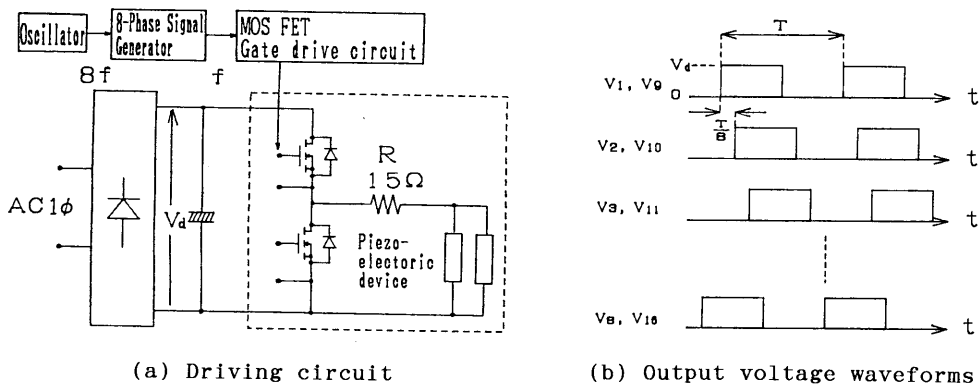 Oscillator
8-Phase Signal
Generator
MOS FET
Gate drive circuit
8f
f
AC1ϕ
Vd
R
15Ω
Piezo-
electoric
device
(a) Driving circuit
T
Vd
0
V1, V9
t
T/8
V2, V10
t
V3, V11
t
V8, V16
t
(b) Output voltage waveforms